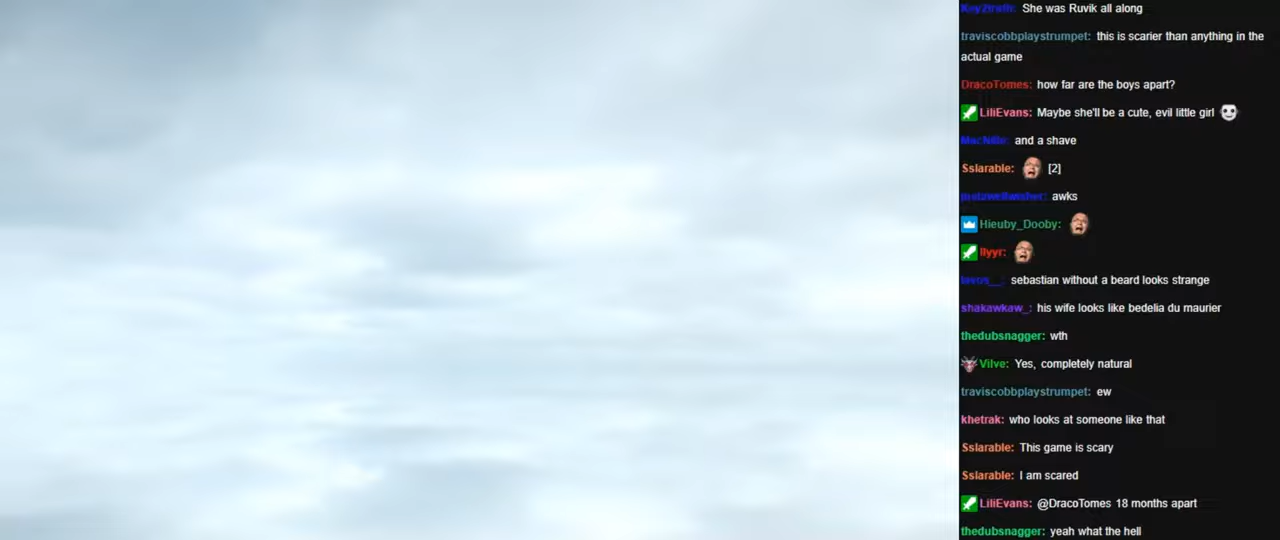 She was Ruvik all along
traviscobbplaystrumpet: this is scarier than anything in the
actual game
DracoTomes: how far are the boys apart?
LiliEvans: Maybe she'll be a cute, evil little girl
and a shave
Sslarable: [2]
awks
Hieuby_Dooby:
ilyyr:
sebastian without a beard looks strange
shakawkaw_: his wife looks like bedelia du maurier
thedubsnagger: wth
Vilve: Yes, completely natural
traviscobbplaystrumpet: ew
khetrak: who looks at someone like that
Sslarable: This game is scary
Sslarable: I am scared
LiliEvans: @DracoTomes 18 months apart
thedubsnagger: yeah what the hell